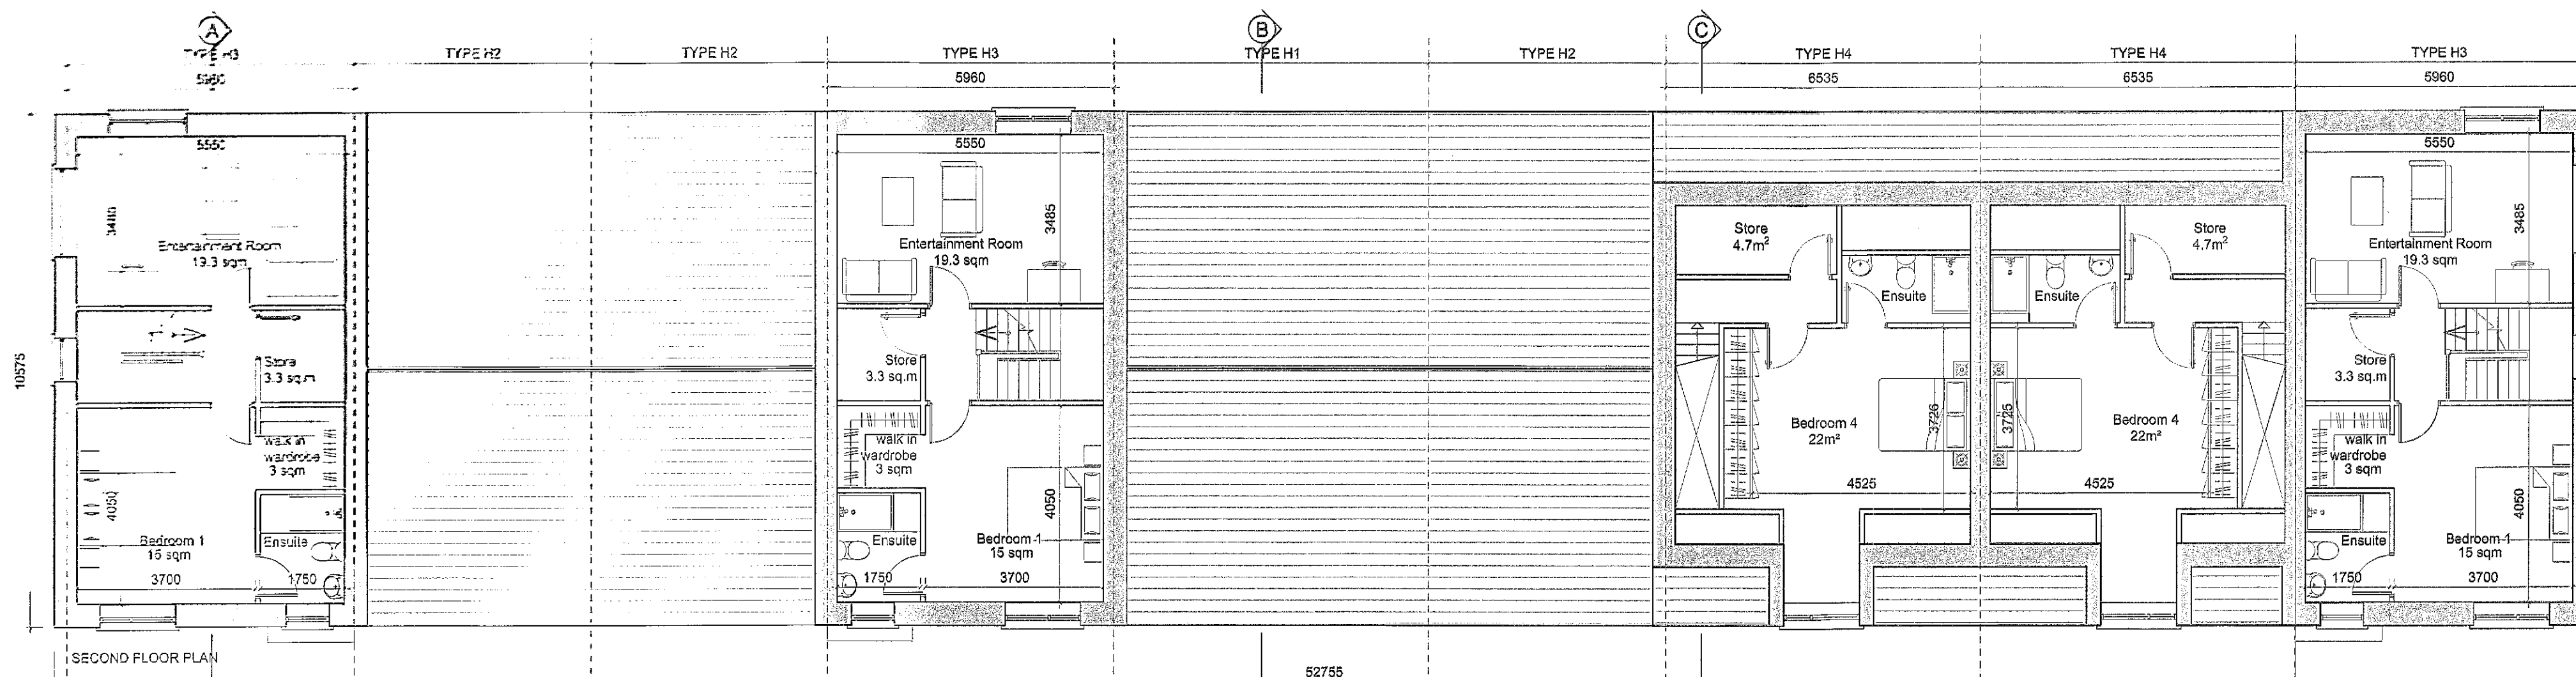 A
B
C
TYPE H3
TYPE H2
TYPE H2
TYPE H3
TYPE H1
TYPE H2
TYPE H4
TYPE H4
TYPE H3
5960
5960
6535
6535
5960
5550
3485
Entertainment Room
19.3 sqm
Store
3.3 sq.m
walk in
wardrobe
3 sqm
4050
Bedroom 1
15 sqm
Ensuite
3700
1750
10575
5550
3485
Entertainment Room
19.3 sqm
Store
3.3 sq.m
walk in
wardrobe
3 sqm
4050
Ensuite
Bedroom 1
15 sqm
1750
3700
Store
4.7m²
Ensuite
Bedroom 4
22m²
3726
4525
Store
4.7m²
Ensuite
3725
Bedroom 4
22m²
4525
5550
3485
Entertainment Room
19.3 sqm
Store
3.3 sq.m
walk in
wardrobe
3 sqm
4050
Ensuite
Bedroom 1
15 sqm
1750
3700
SECOND FLOOR PLAN
52755